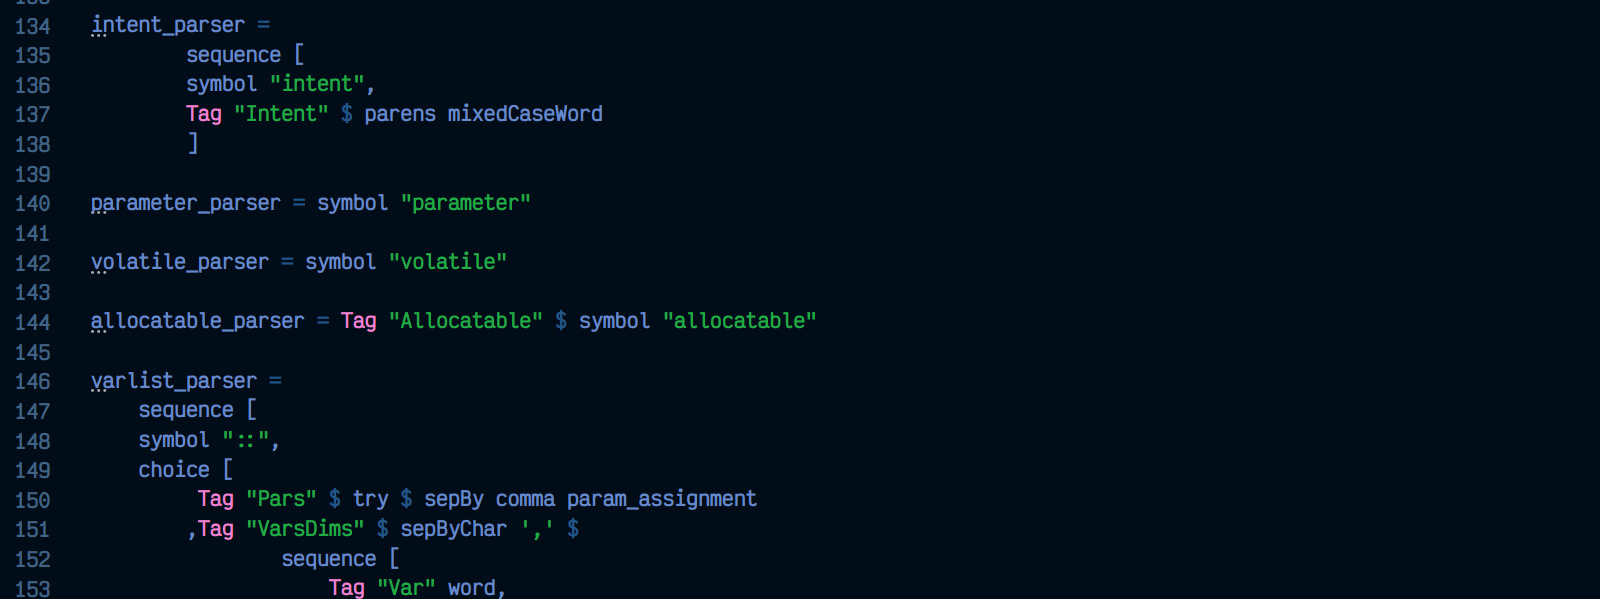 134 intent_parser =
135 sequence [
136 symbol "intent",
137 Tag "Intent" $ parens mixedCaseWord
138 ]
139
140 parameter_parser = symbol "parameter"
141
142 volatile_parser = symbol "volatile"
143
144 allocatable_parser = Tag "Allocatable" $ symbol "allocatable"
145
146 varlist_parser =
147 sequence [
148 symbol "::",
149 choice [
150 Tag "Pars" $ try $ sepBy comma param_assignment
151 ,Tag "VarsDims" $ sepByChar ',' $
152 sequence [
153 Tag "Var" word,